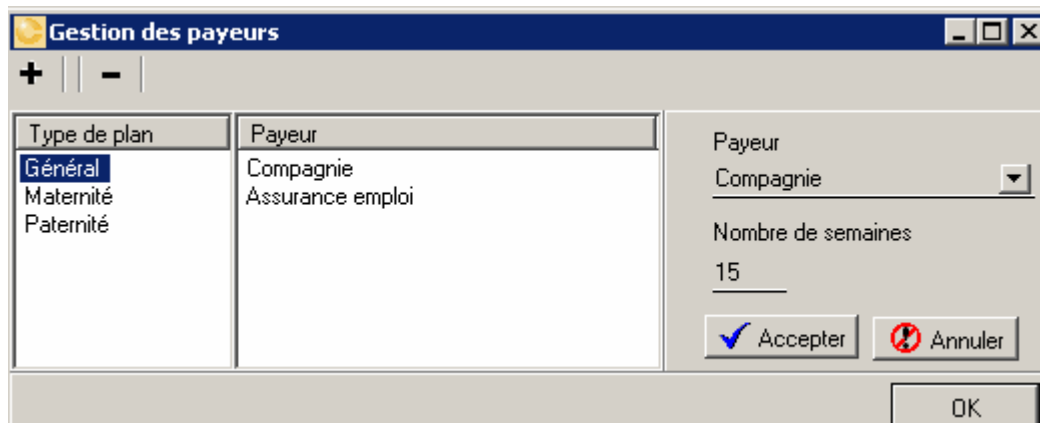 Gestion des payeurs
Type de plan
Général
Maternité
Paternité
Payeur
Compagnie
Assurance emploi
Payeur
Compagnie
Nombre de semaines
15
Accepter
Annuler
OK